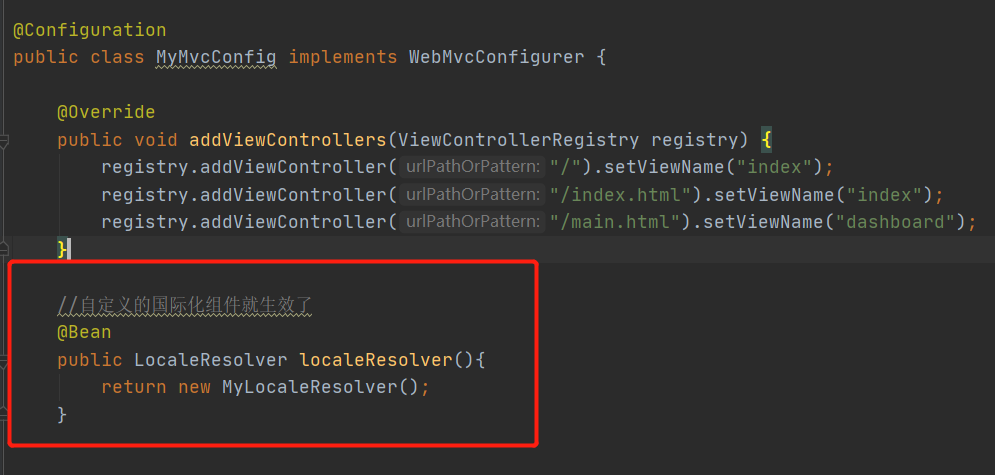 @Configuration
public class MyMvcConfig implements WebMvcConfigurer {
@Override
public void addViewControllers(ViewControllerRegistry registry) {
registry.addViewController( urlPathOrPattern: "/").setViewName("index");
registry.addViewController( urlPathOrPattern: "/index.html").setViewName("index");
registry.addViewController( urlPathOrPattern: "/main.html").setViewName("dashboard");
}
//自定义的国际化组件就生效了
@Bean
public LocaleResolver localeResolver(){
return new MyLocaleResolver();
}